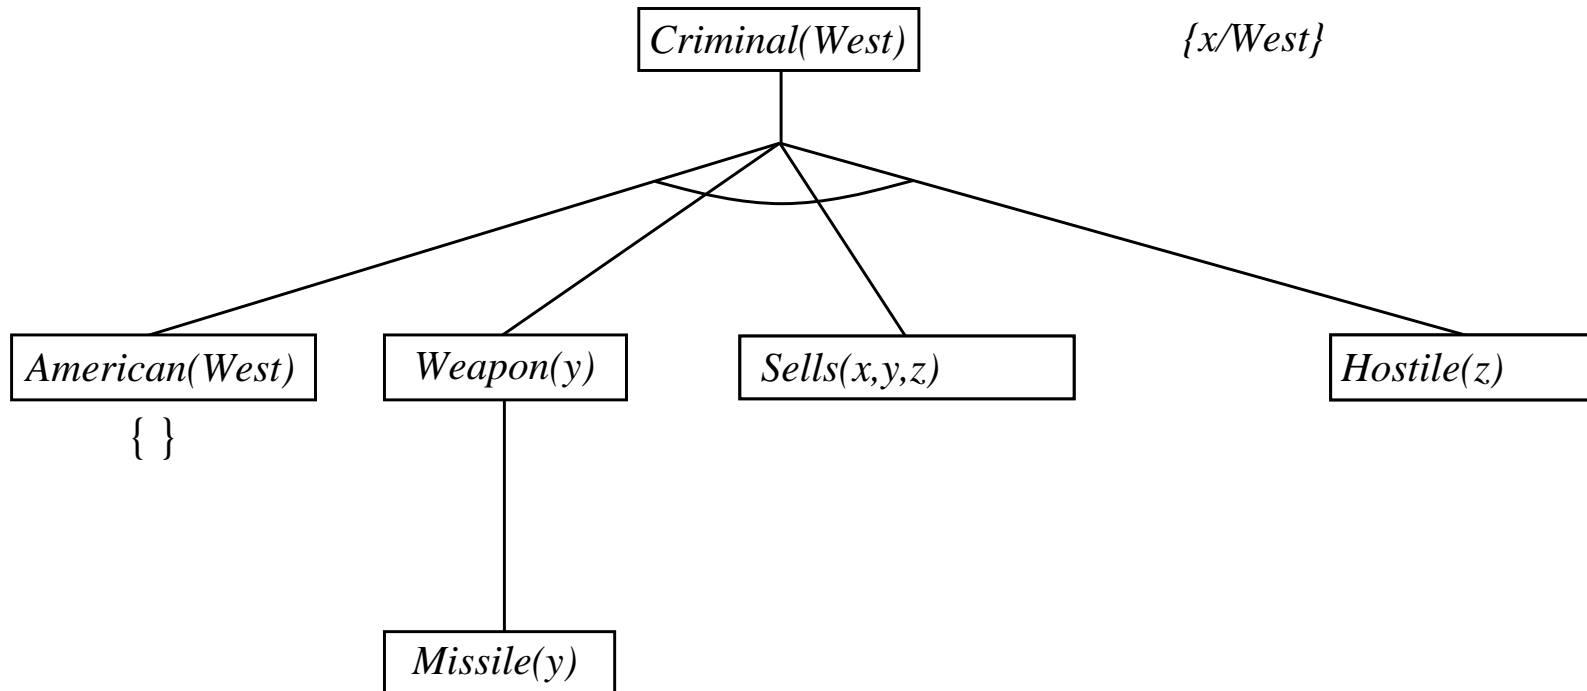 Criminal(West)
{x/West}
American(West)
Weapon(y)
Sells(x,y,z)
Hostile(z)
{ }
Missile(y)